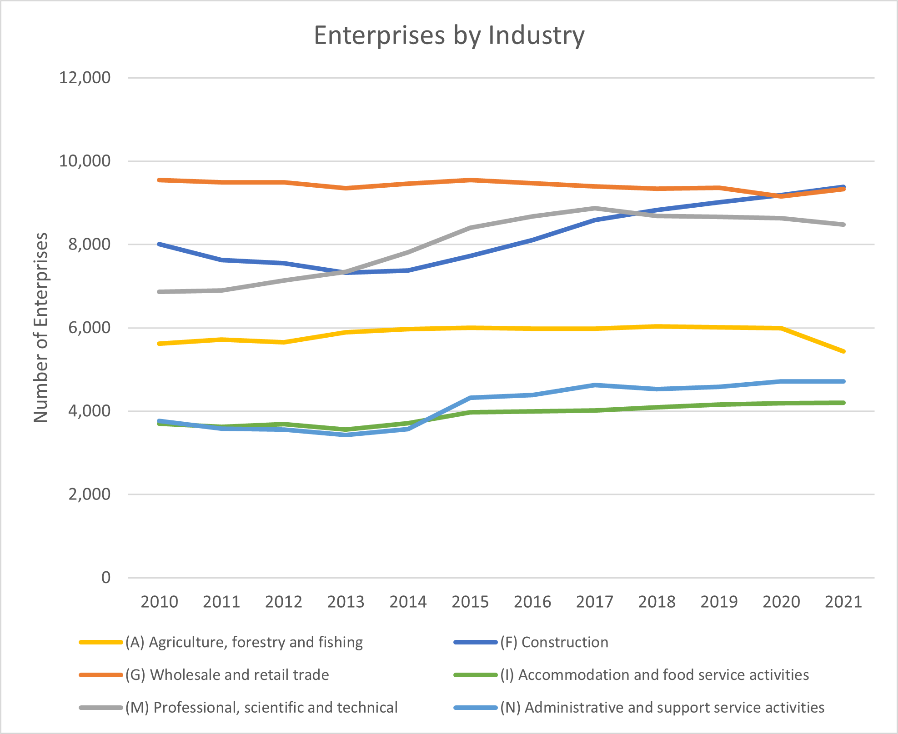 Enterprises by Industry
12,000
10,000
8,000
6,000
4,000
2,000
0
Number of Enterprises
2010 2011 2012 2013 2014 2015 2016 2017 2018 2019 2020 2021
(A) Agriculture, forestry and fishing (F) Construction
(G) Wholesale and retail trade (I) Accommodation and food service activities
(M) Professional, scientific and technical (N) Administrative and support service activities